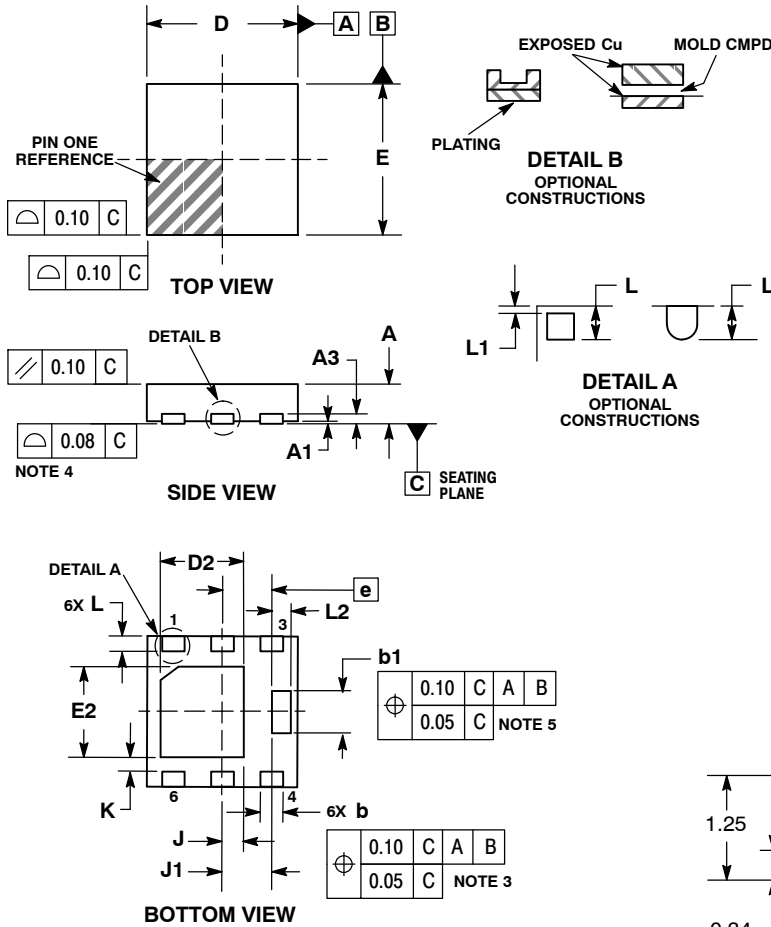 D
A
B
PIN ONE
REFERENCE
E
0.10 C
0.10 C
TOP VIEW
EXPOSED Cu
MOLD CMPD
PLATING
DETAIL B
OPTIONAL
CONSTRUCTIONS
L
L
L1
DETAIL A
OPTIONAL
CONSTRUCTIONS
DETAIL B
A3
A
0.10 C
0.08 C
NOTE 4
A1
C SEATING
PLANE
SIDE VIEW
D2
DETAIL A
e
6X L
L2
1
3
b1
0.10 C A B
0.05 C NOTE 5
E2
K
6
4
6X b
J
J1
0.10 C A B
0.05 C NOTE 3
BOTTOM VIEW
1.25